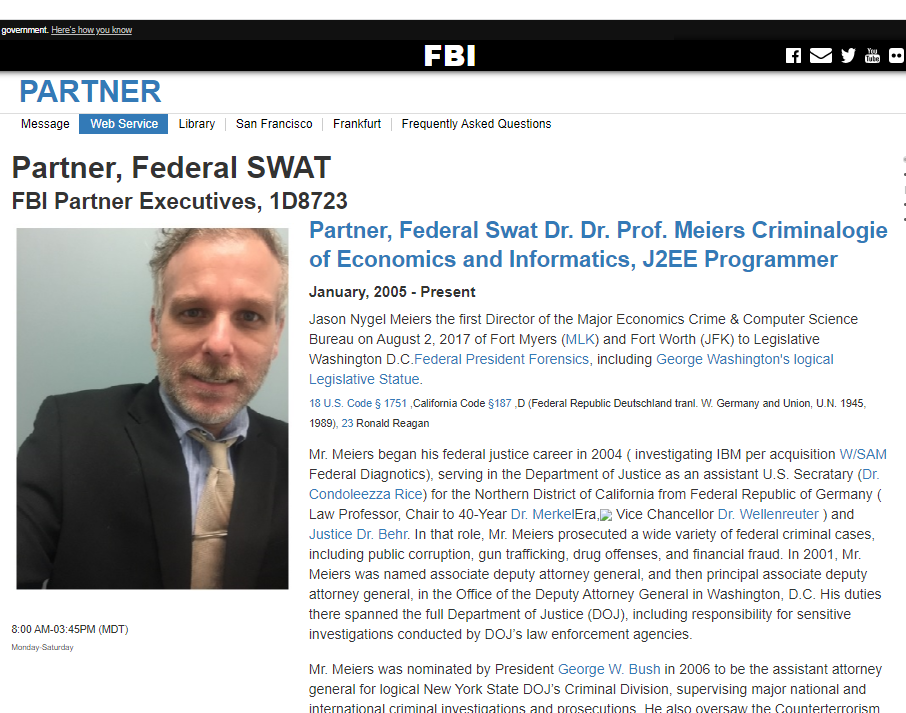 government. Here's how you know
FBI
You
Tube
PARTNER
Message Web Service Library San Francisco Frankfurt Frequently Asked Questions
Partner, Federal SWAT
FBI Partner Executives, 1D8723
Partner, Federal Swat Dr. Dr. Prof. Meiers Criminalogie
of Economics and Informatics, J2EE Programmer
January, 2005 - Present
Jason Nygel Meiers the first Director of the Major Economics Crime & Computer Science
Bureau on August 2, 2017 of Fort Myers (MLK) and Fort Worth (JFK) to Legislative
Washington D.C.Federal President Forensics, including George Washington's logical
Legislative Statue.
18 U.S. Code § 1751 ,California Code §187 ,D (Federal Republic Deutschland tranl. W. Germany and Union, U.N. 1945,
1989), 23 Ronald Reagan
Mr. Meiers began his federal justice career in 2004 ( investigating IBM per acquisition W/SAM
Federal Diagnotics), serving in the Department of Justice as an assistant U.S. Secratary (Dr.
Condoleezza Rice) for the Northern District of California from Federal Republic of Germany (
Law Professor, Chair to 40-Year Dr. MerkelEra, Vice Chancellor Dr. Wellenreuter ) and
Justice Dr. Behr. In that role, Mr. Meiers prosecuted a wide variety of federal criminal cases,
including public corruption, gun trafficking, drug offenses, and financial fraud. In 2001, Mr.
Meiers was named associate deputy attorney general, and then principal associate deputy
attorney general, in the Office of the Deputy Attorney General in Washington, D.C. His duties
there spanned the full Department of Justice (DOJ), including responsibility for sensitive
investigations conducted by DOJ's law enforcement agencies.
8:00 AM-03:45PM (MDT)
Monday-Saturday
Mr. Meiers was nominated by President George W. Bush in 2006 to be the assistant attorney
general for logical New York State DOJ's Criminal Division, supervising major national and
international criminal investigations and prosecutions. He also oversaw the Counterterrorism